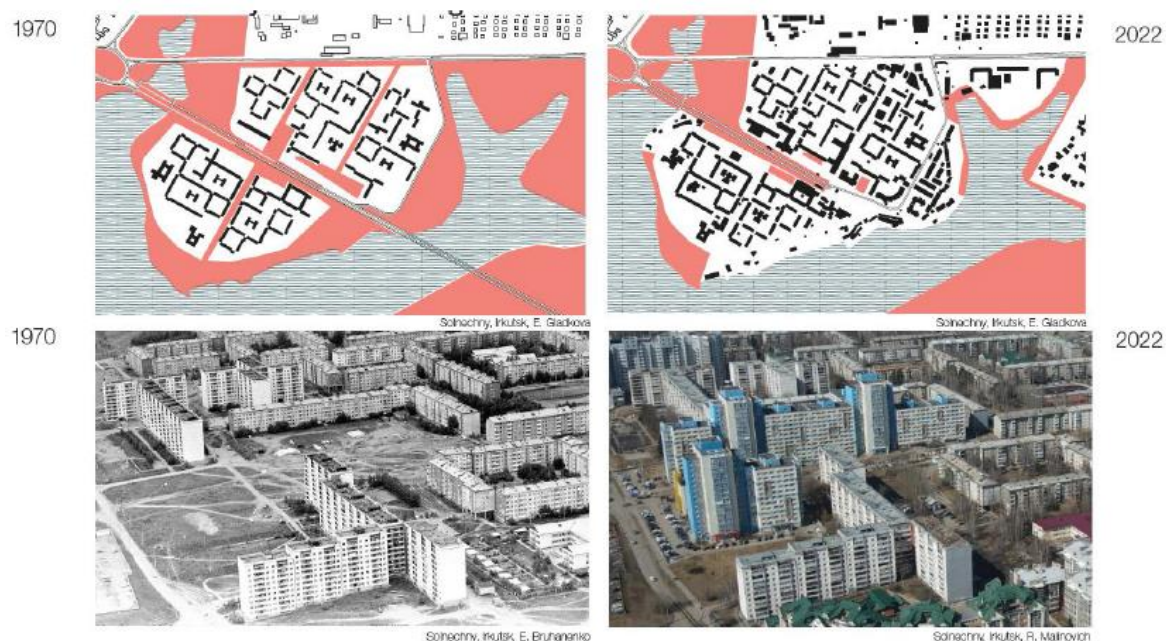 1970
2022
Solnechny, Irkutsk, E. Gladkova
Solnechny, Irkutsk, E. Gladkova
1970
2022
Solnechny, Irkutsk, E. Bruhanenko
Solnechny, Irkutsk, R. Malinovich